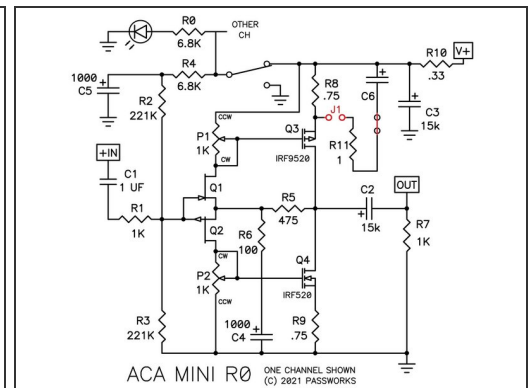 R0
6.8K
OTHER
CH
R4
6.8K
1000
C5
R2
221K
R10
.33
V+
R8
.75
C6
C3
15k
J1
CCW
P1
1K
CW
Q3
IRF9520
R11
1
+IN
C1
1 UF
R1
1K
Q1
Q2
R5
475
C2
15k
OUT
R6
100
R7
1K
CW
P2
1K
CCW
Q4
IRF520
R3
221K
1000
C4
R9
.75
ACA MINI R0
ONE CHANNEL SHOWN
(C) 2021 PASSWORKS